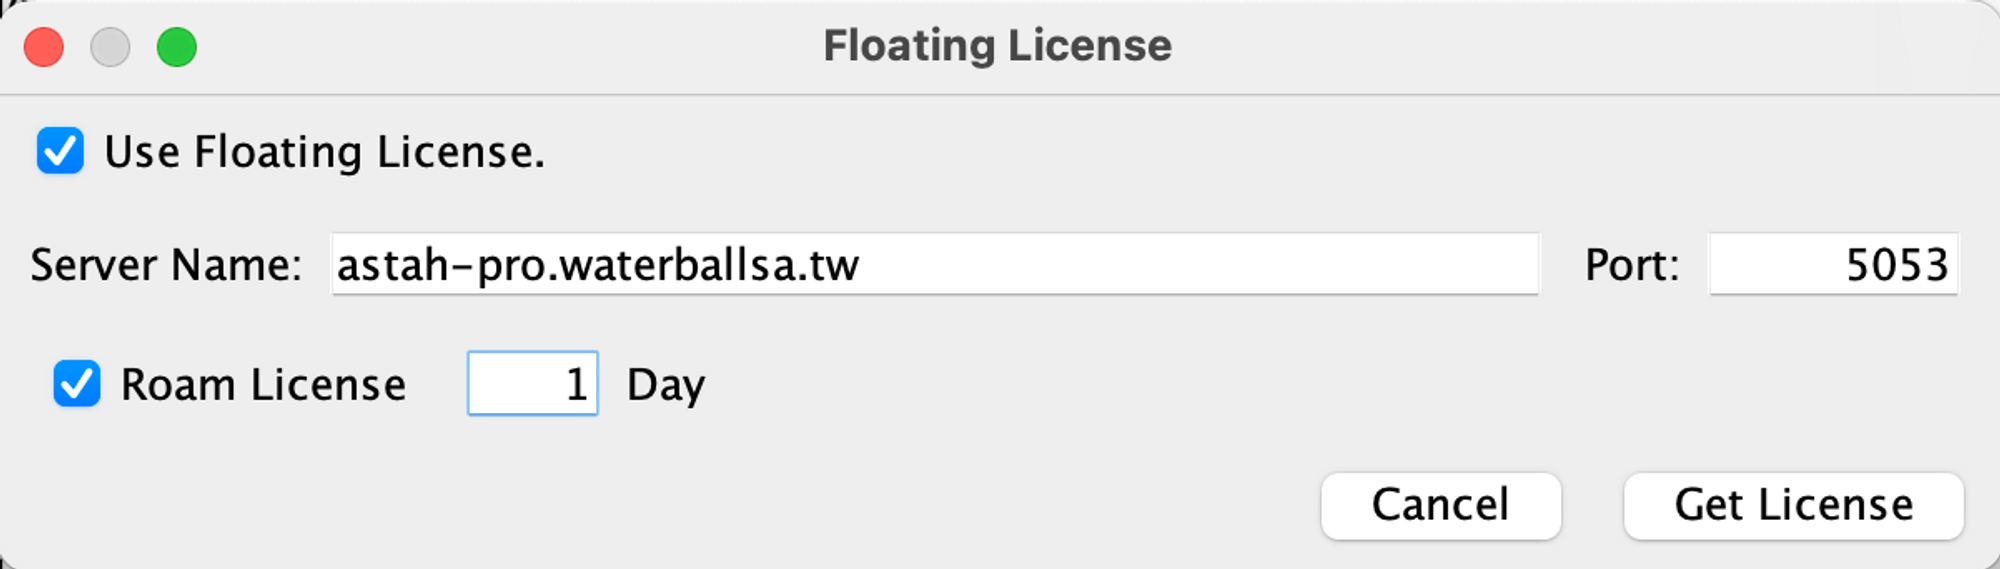 Floating License
Use Floating License.
Server Name: astah-pro.waterballsa.tw Port: 5053
Roam License 1 Day
Cancel Get License